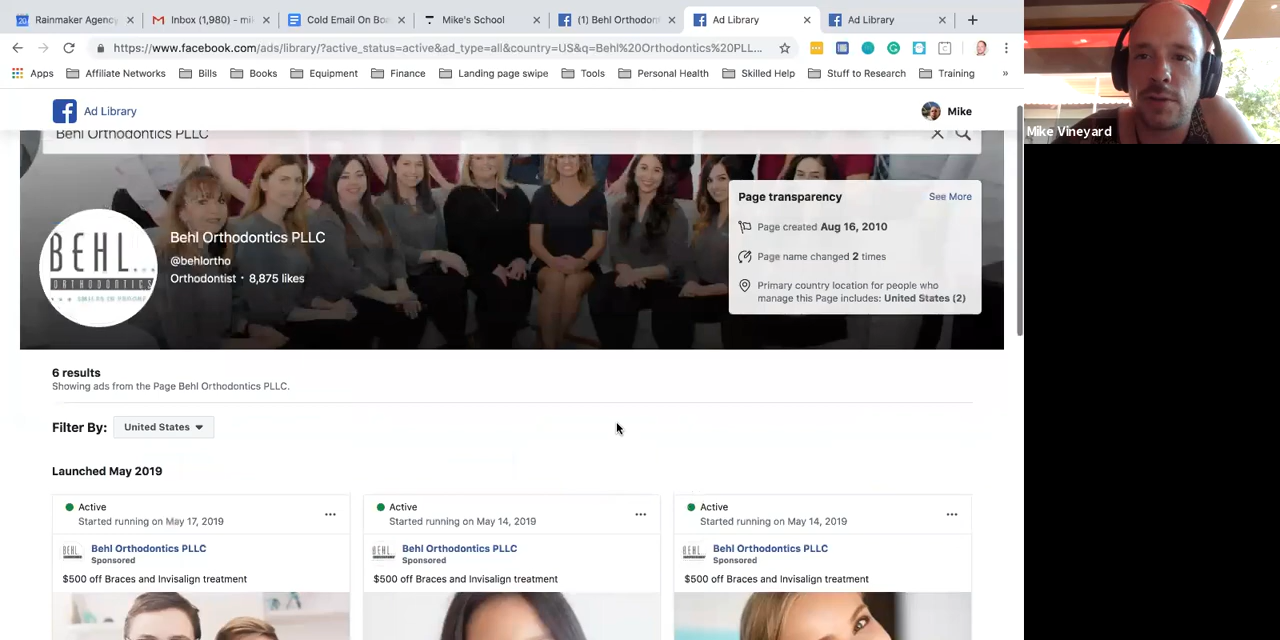 Rainmaker Agency
Inbox (1,980) - mi
Cold Email On Bo
Mike's School
(1) Behl Orthodon
Ad Library
Ad Library
https://www.facebook.com/ads/library/?active_status=active&ad_type=all&country=US&q=Behl%20Orthodontics%20PLL...
Apps
Affiliate Networks
Bills
Books
Equipment
Finance
Landing page swipe
Tools
Personal Health
Skilled Help
Stuff to Research
Training
»
Ad Library
Mike
Behl Orthodontics PLLC
Page transparency
See More
Page created Aug 16, 2010
Page name changed 2 times
Primary country location for people who
manage this Page includes: United States (2)
BEHL
ORTHODONTICS
Behl Orthodontics PLLC
@behlortho
Orthodontist · 8,875 likes
6 results
Showing ads from the Page Behl Orthodontics PLLC.
Filter By: United States
Launched May 2019
Active
Started running on May 17, 2019
BEHL
Behl Orthodontics PLLC
Sponsored
$500 off Braces and Invisalign treatment
Active
Started running on May 14, 2019
BEHL
Behl Orthodontics PLLC
Sponsored
$500 off Braces and Invisalign treatment
Active
Started running on May 14, 2019
BEHL
Behl Orthodontics PLLC
Sponsored
$500 off Braces and Invisalign treatment
Mike Vineyard